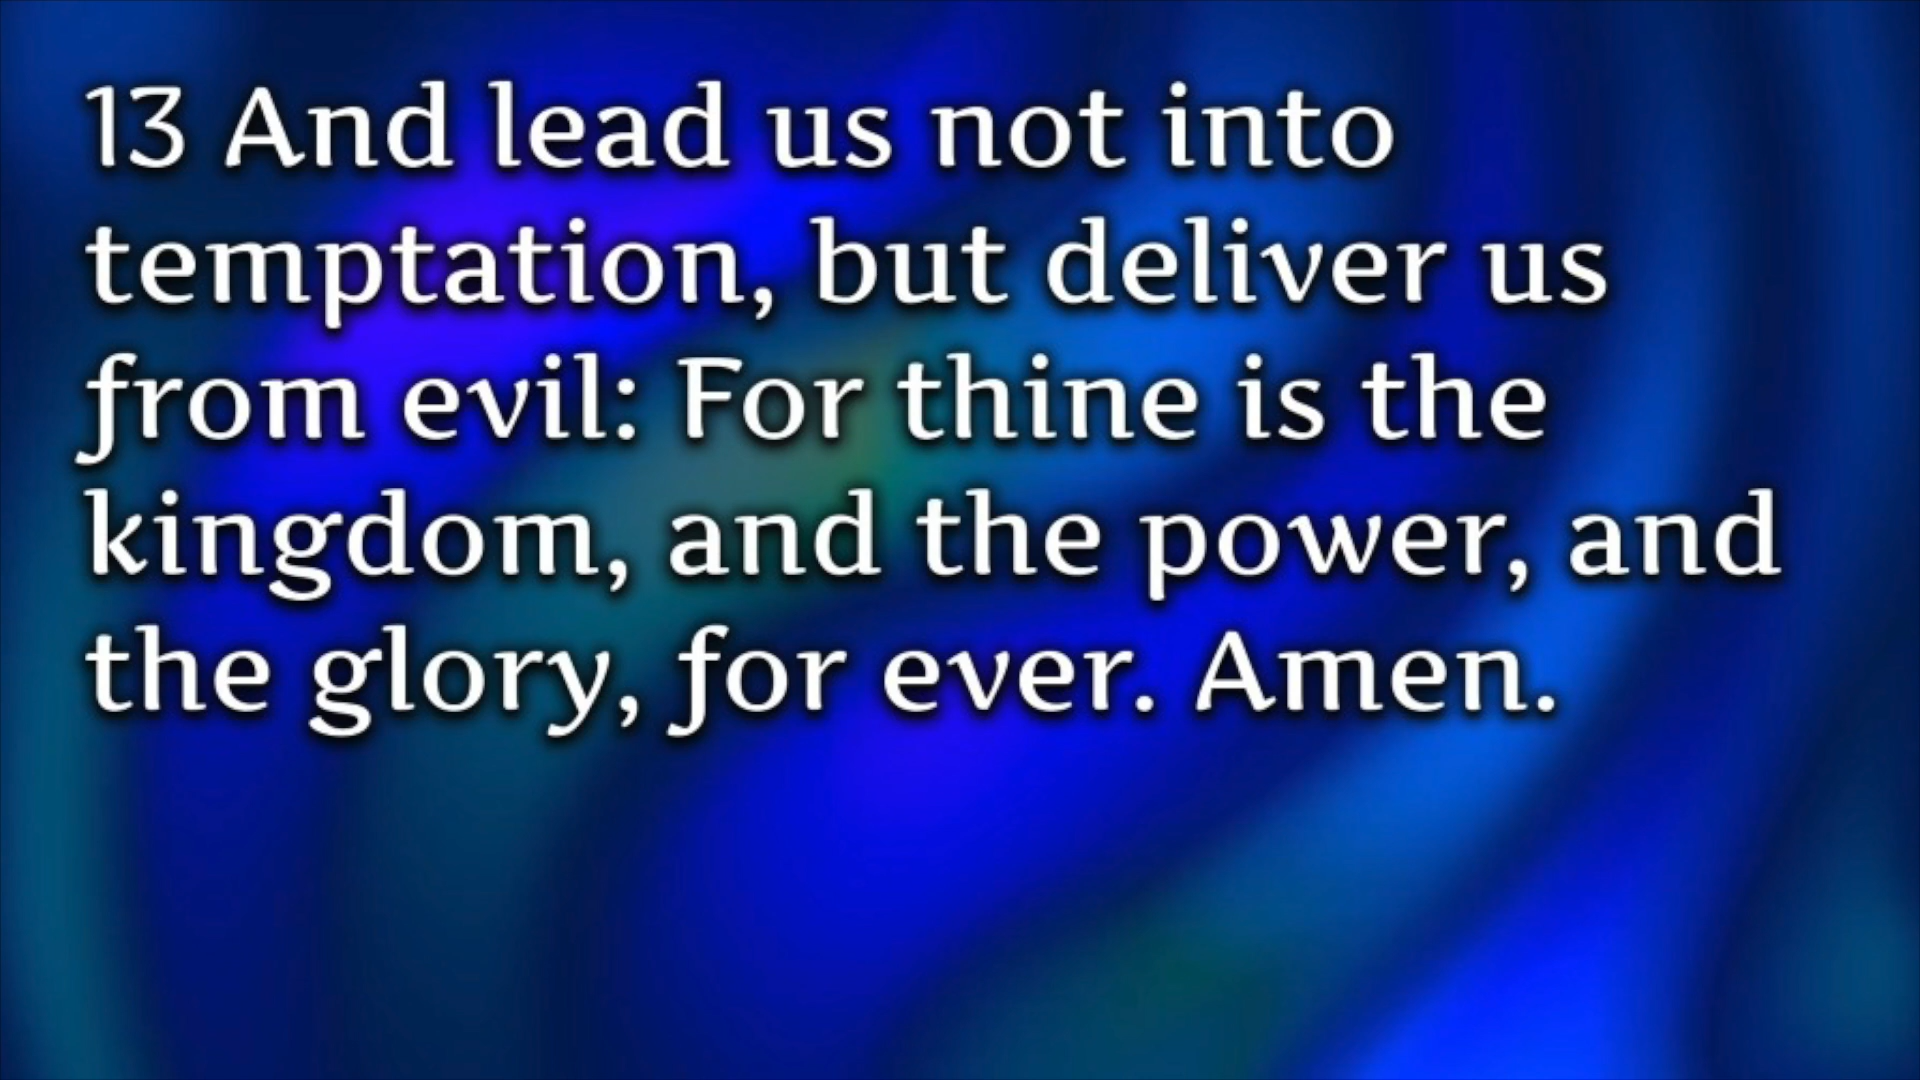 13 And lead us not into
temptation, but deliver us
from evil: For thine is the
kingdom, and the power, and
the glory, for ever. Amen.